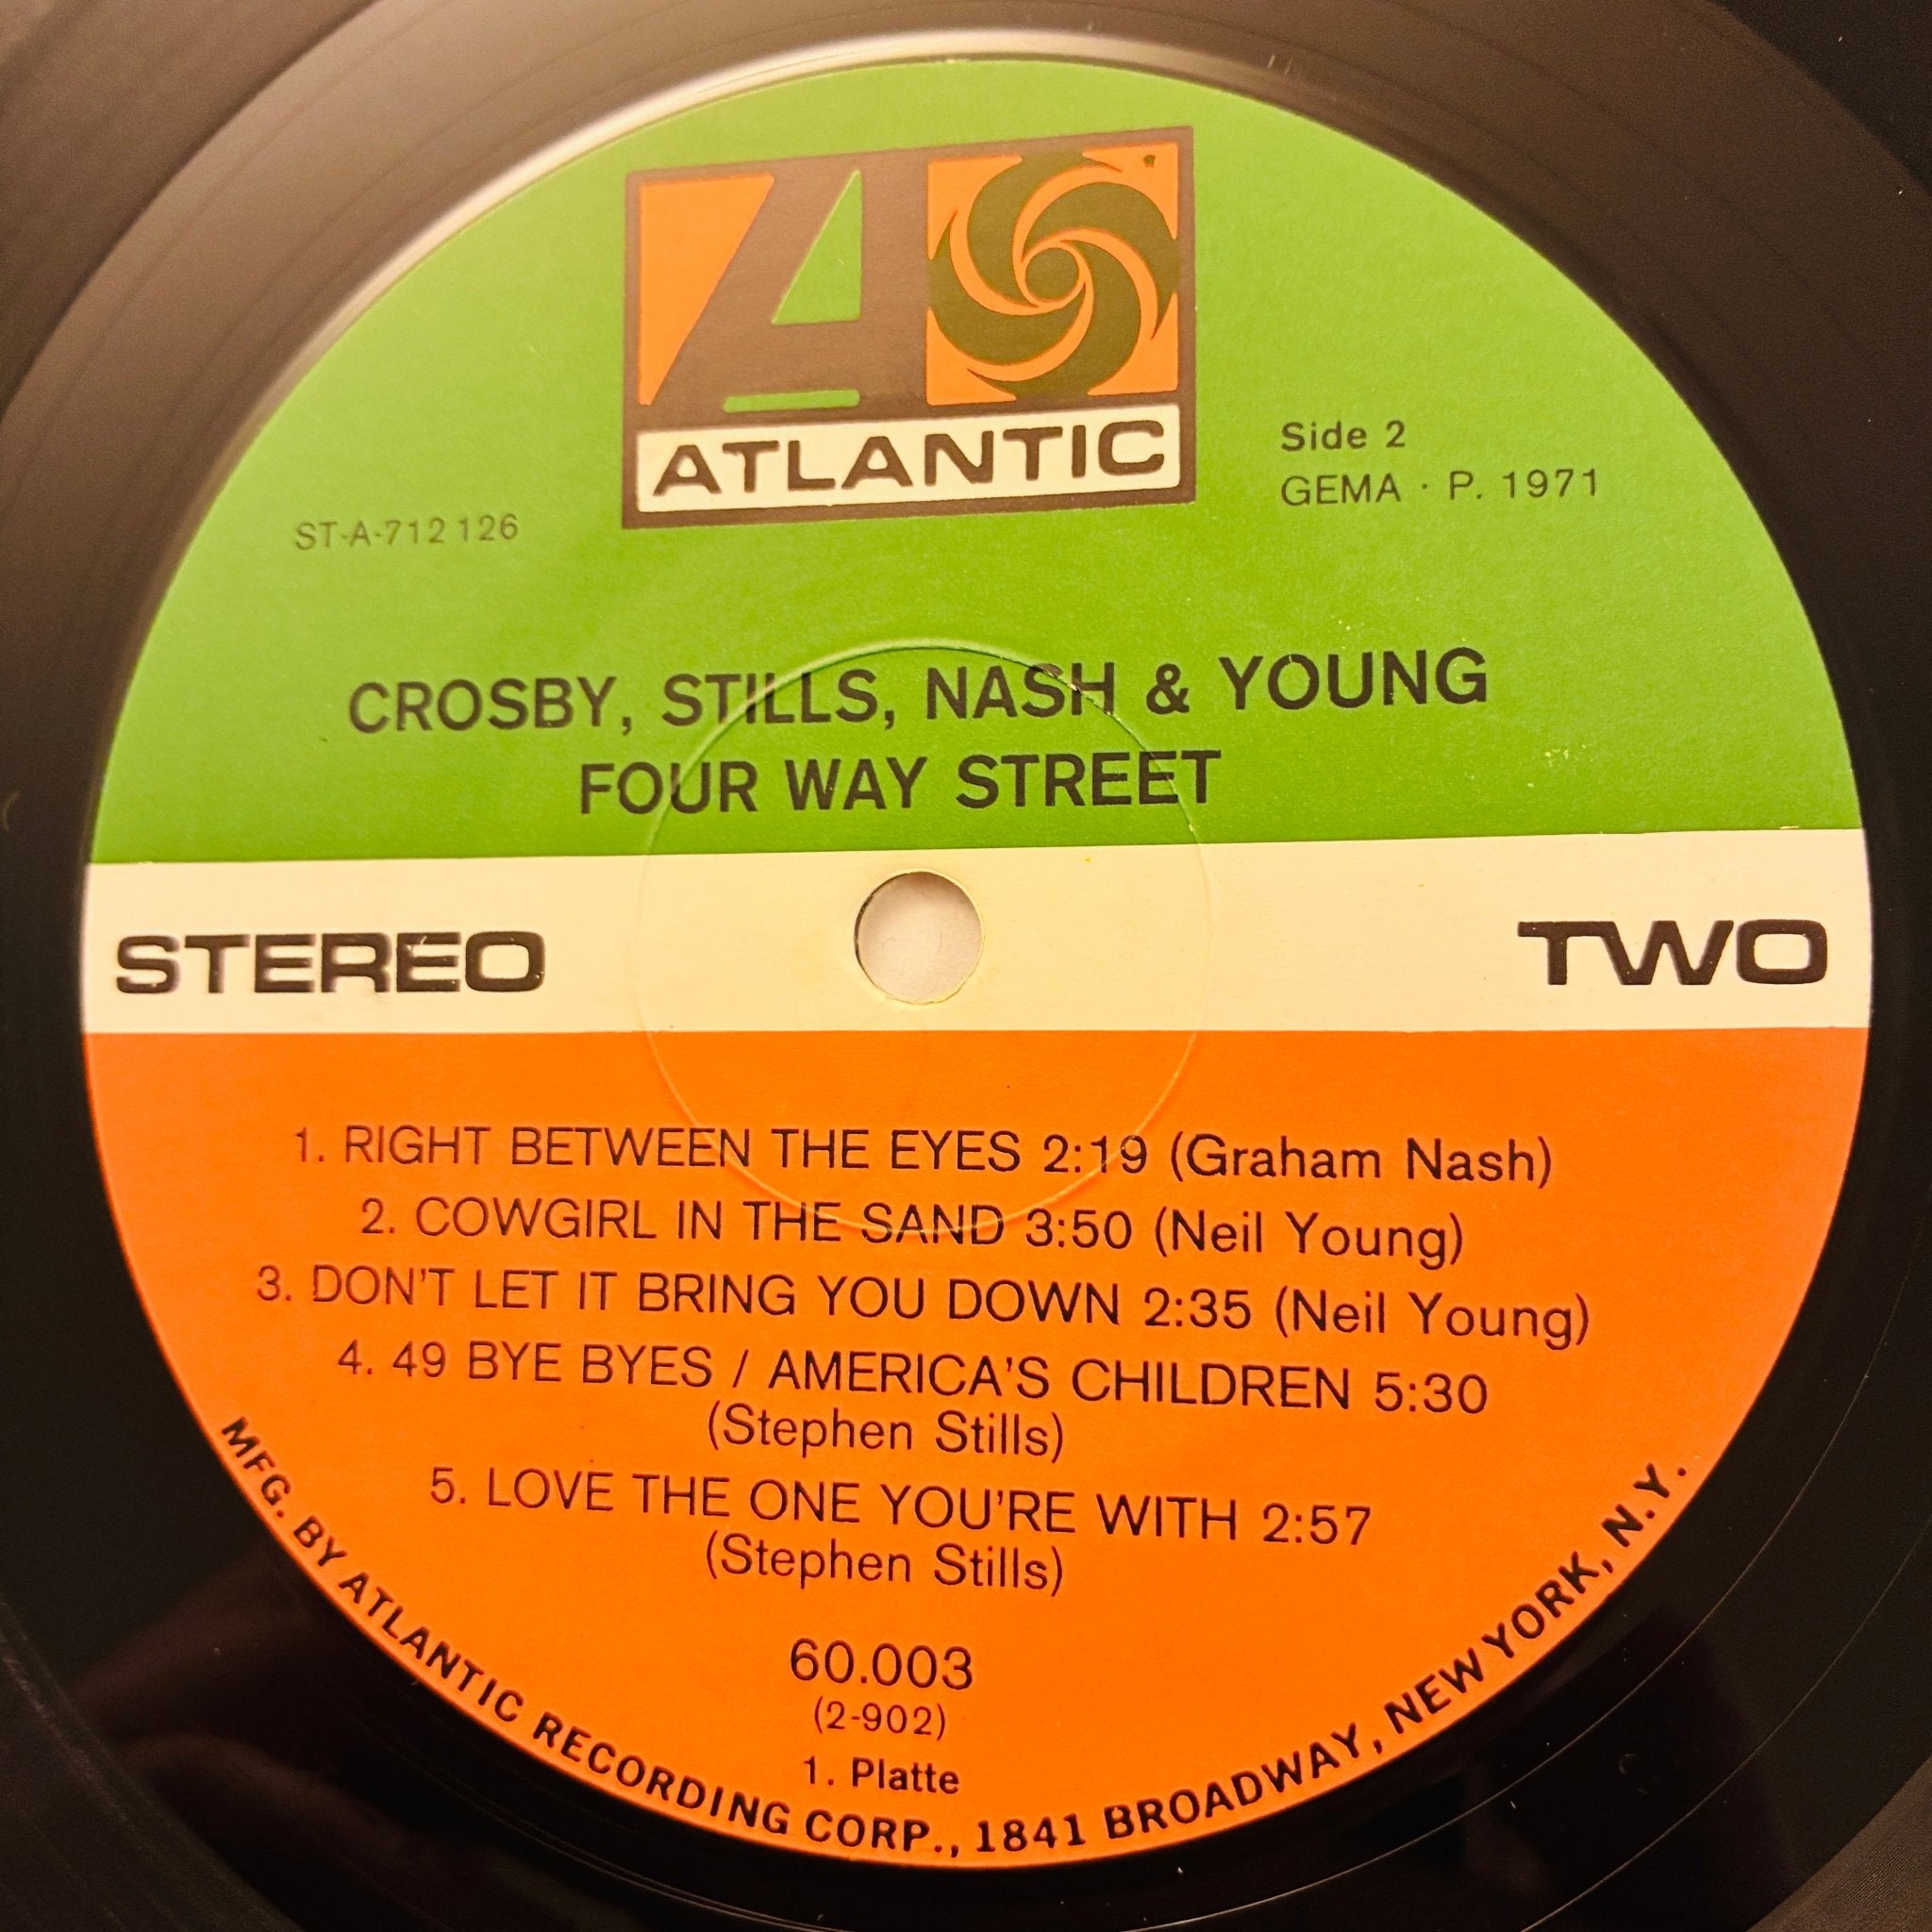 ATLANTIC
Side 2
GEMA · P. 1971
ST-A-712 126
CROSBY, STILLS, NASH & YOUNG
FOUR WAY STREET
STEREO
TWO
1. RIGHT BETWEEN THE EYES 2:19 (Graham Nash)
2. COWGIRL IN THE SAND 3:50 (Neil Young)
3. DON'T LET IT BRING YOU DOWN 2:35 (Neil Young)
4. 49 BYE BYES / AMERICA'S CHILDREN 5:30
(Stephen Stills)
5. LOVE THE ONE YOU'RE WITH 2:57
(Stephen Stills)
60.003
(2-902)
1. Platte
MFG. BY ATLANTIC RECORDING CORP., 1841 BROADWAY, NEW YORK, N.Y.